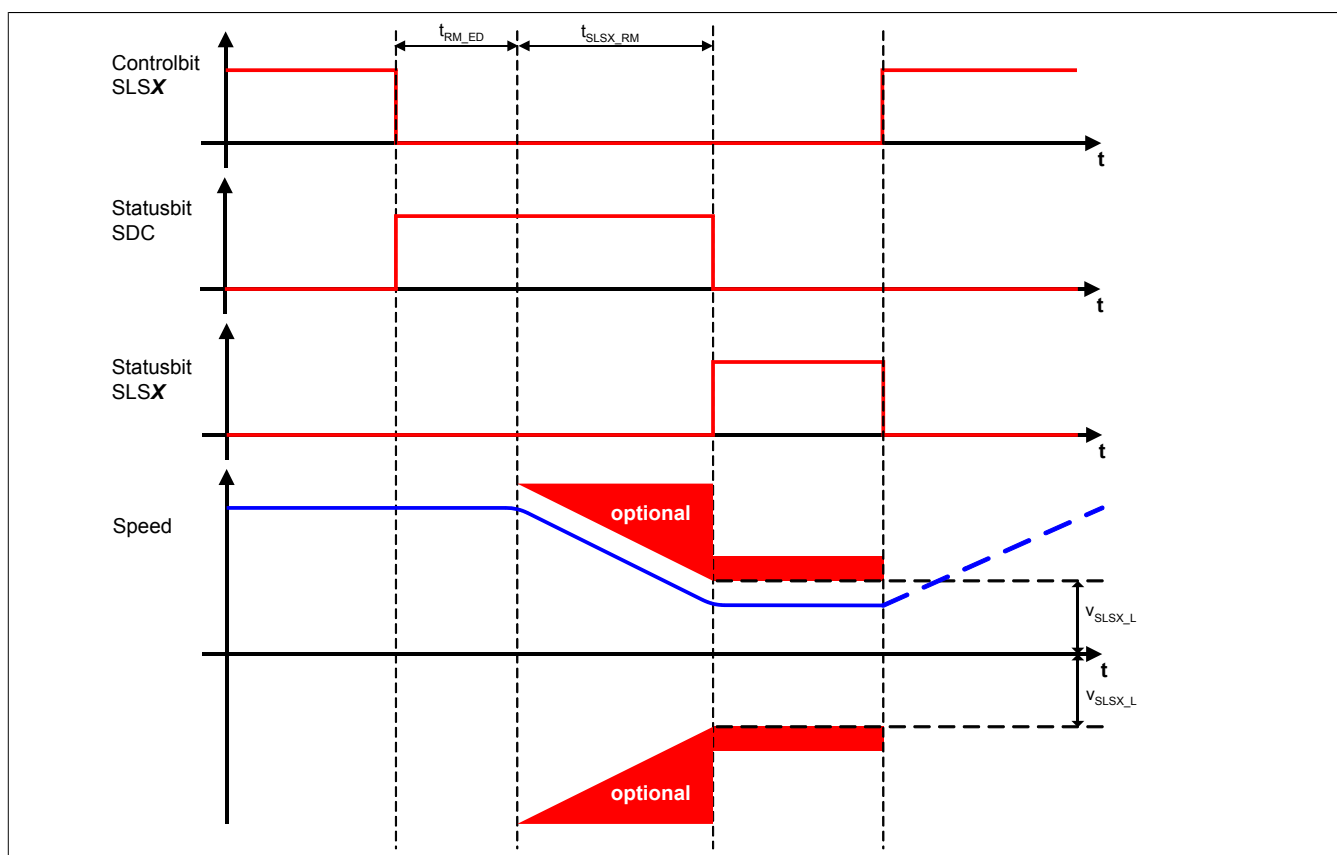 t_RM_ED
t_SLSX_RM
Controlbit
SLSX
t
Statusbit
SDC
t
Statusbit
SLSX
t
Speed
optional
v_SLSX_L
t
v_SLSX_L
optional